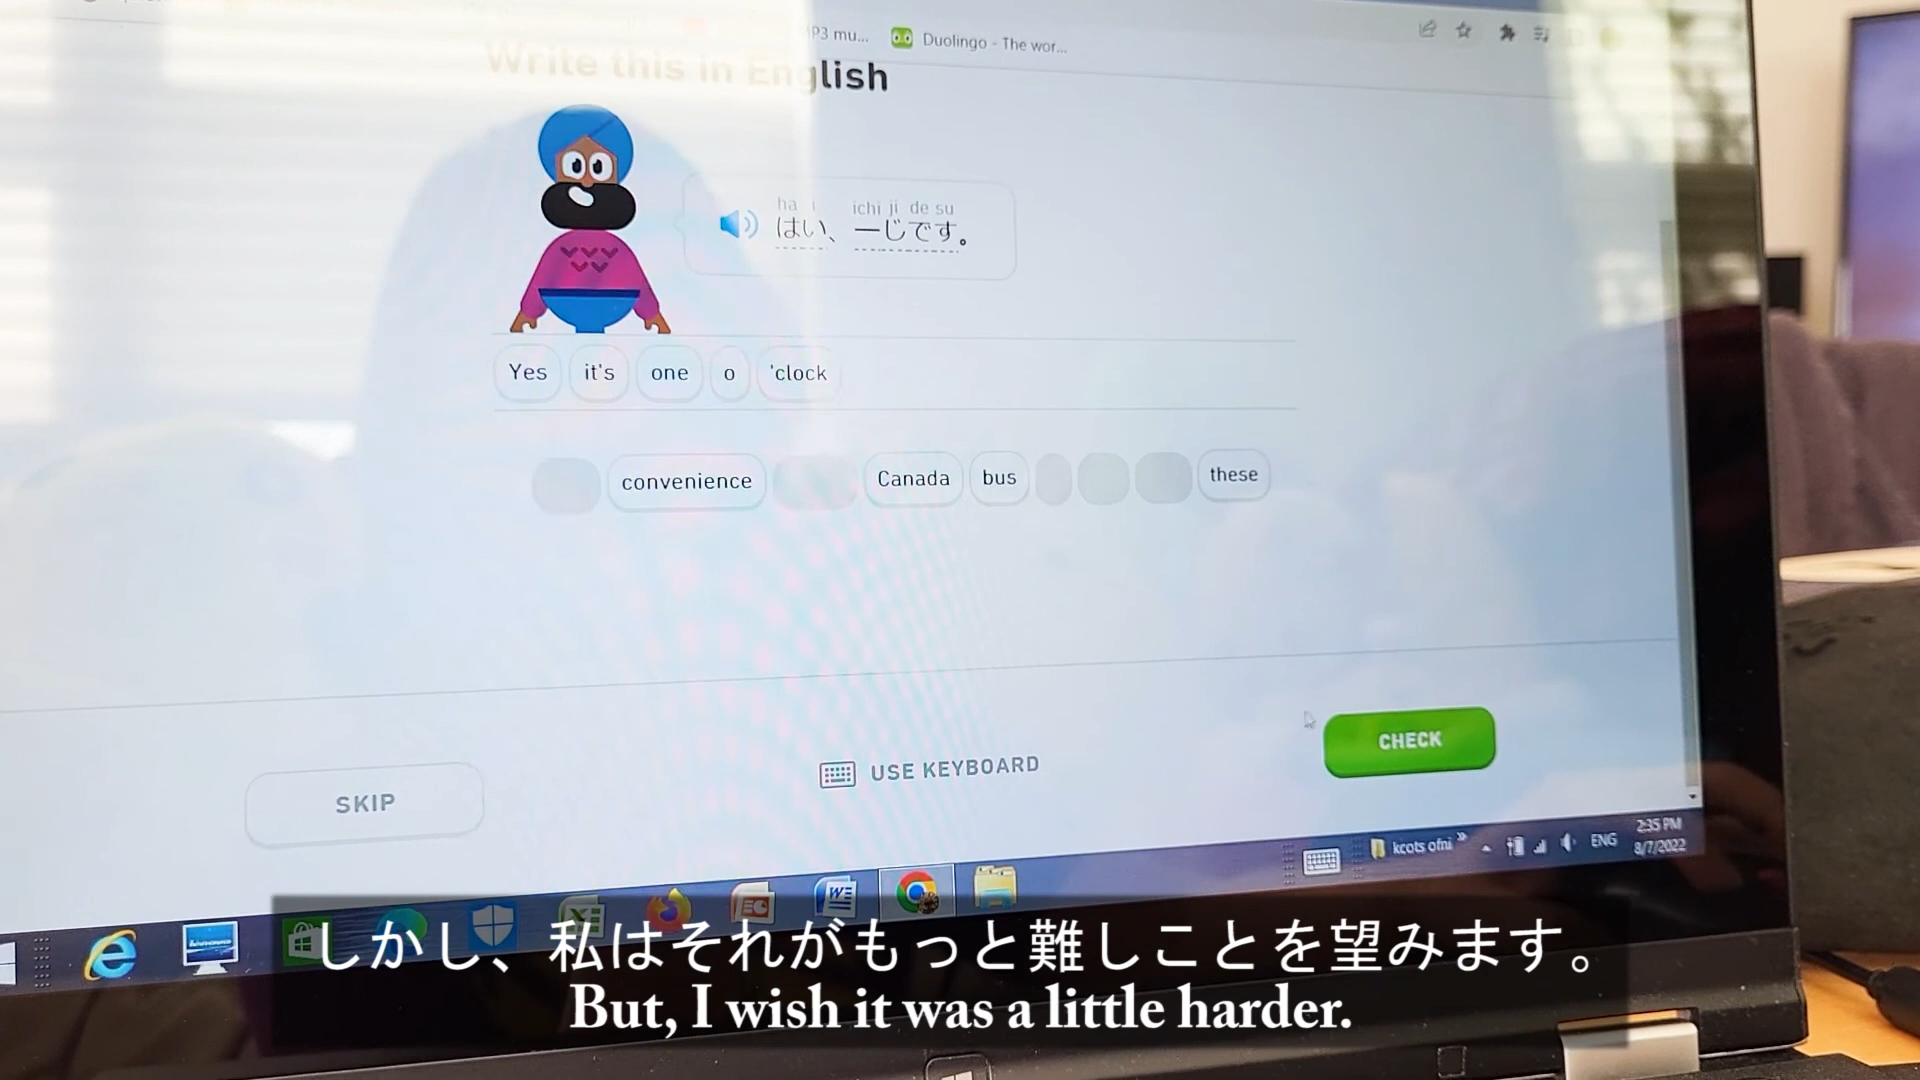 P3 mu...
Duolingo - The wor...
Write this in English
ha i ichi ji de su
はい、一じです。
Yes it's one o 'clock
convenience Canada bus these
SKIP
USE KEYBOARD
CHECK
kcots ofni
ENG
2:35 PM
8/7/2022
しかし、私はそれがもっと難しことを望みます。
But, I wish it was a little harder.